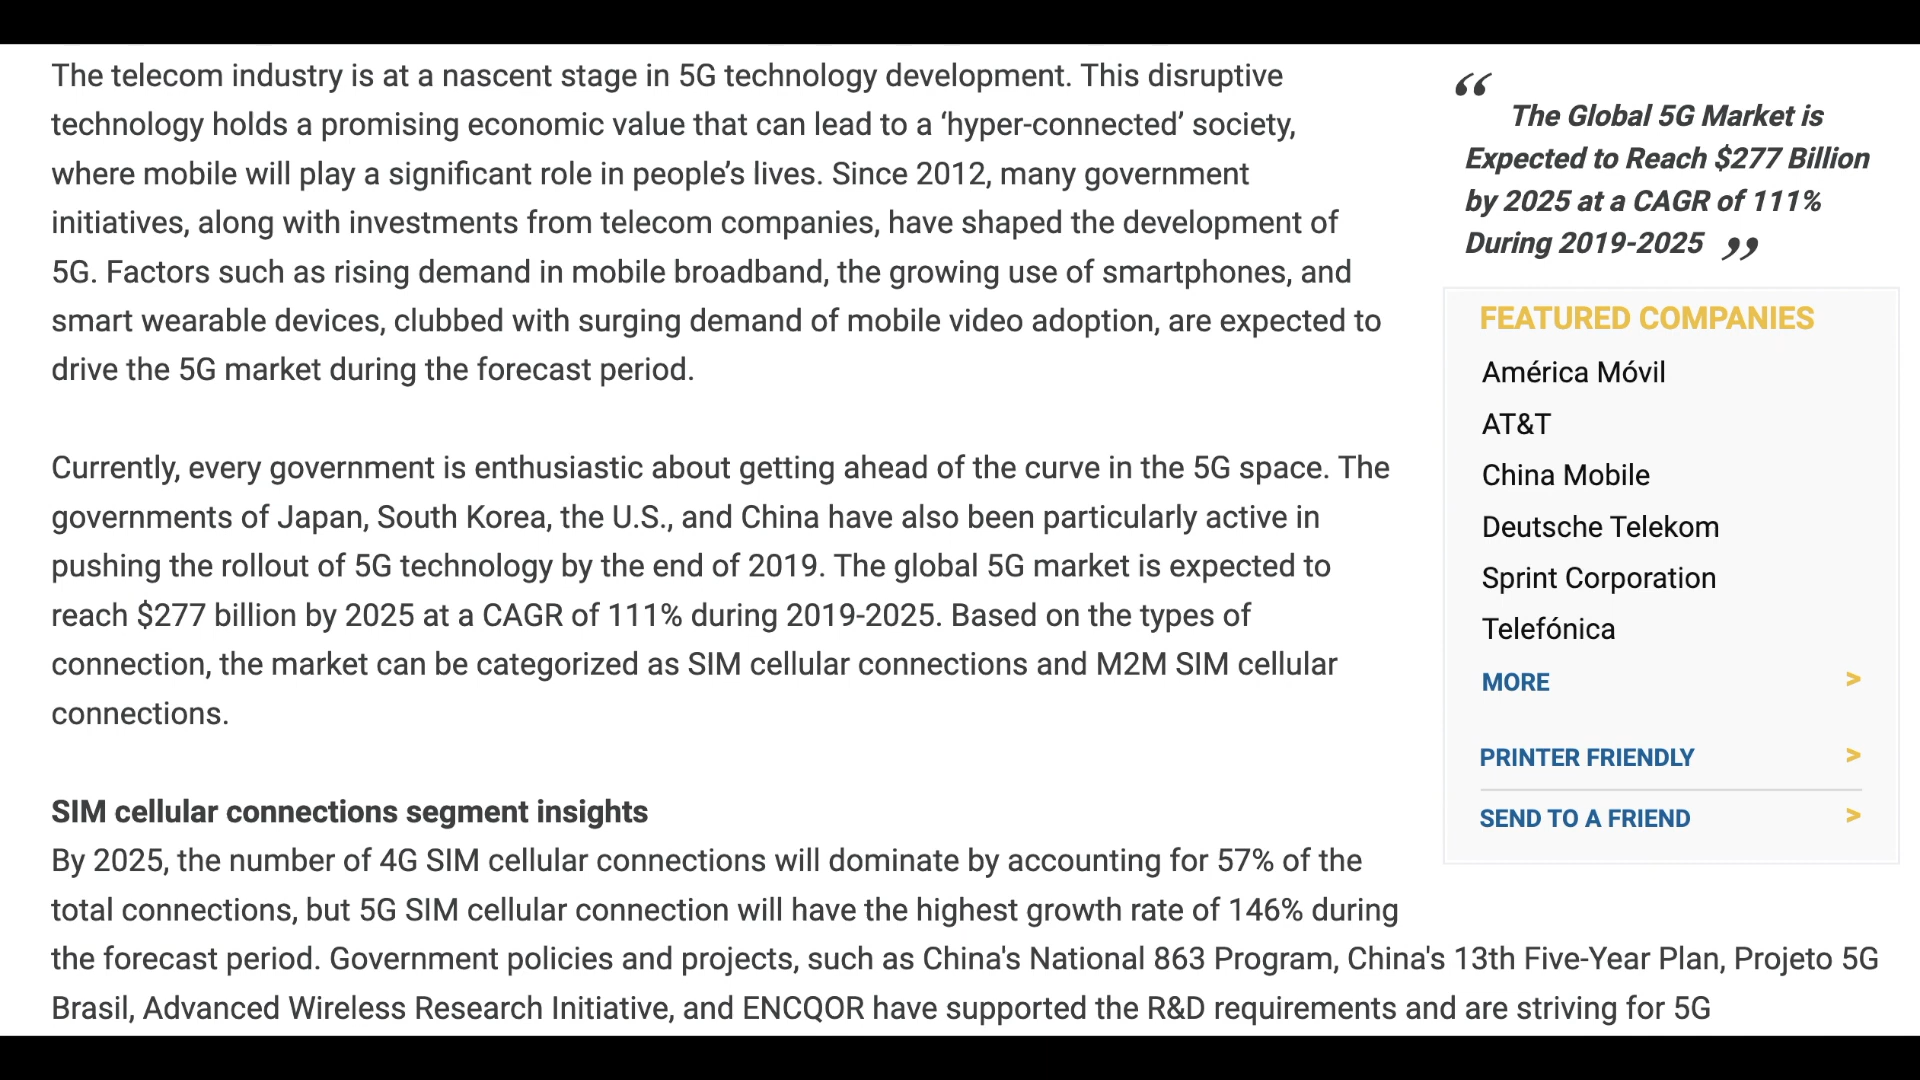 The telecom industry is at a nascent stage in 5G technology development. This disruptive
technology holds a promising economic value that can lead to a ‘hyper-connected’ society,
where mobile will play a significant role in people’s lives. Since 2012, many government
initiatives, along with investments from telecom companies, have shaped the development of
5G. Factors such as rising demand in mobile broadband, the growing use of smartphones, and
smart wearable devices, clubbed with surging demand of mobile video adoption, are expected to
drive the 5G market during the forecast period.
Currently, every government is enthusiastic about getting ahead of the curve in the 5G space. The
governments of Japan, South Korea, the U.S., and China have also been particularly active in
pushing the rollout of 5G technology by the end of 2019. The global 5G market is expected to
reach $277 billion by 2025 at a CAGR of 111% during 2019-2025. Based on the types of
connection, the market can be categorized as SIM cellular connections and M2M SIM cellular
connections.
SIM cellular connections segment insights
By 2025, the number of 4G SIM cellular connections will dominate by accounting for 57% of the
total connections, but 5G SIM cellular connection will have the highest growth rate of 146% during
the forecast period. Government policies and projects, such as China's National 863 Program, China's 13th Five-Year Plan, Projeto 5G
Brasil, Advanced Wireless Research Initiative, and ENCQOR have supported the R&D requirements and are striving for 5G
“ The Global 5G Market is
Expected to Reach $277 Billion
by 2025 at a CAGR of 111%
During 2019-2025 ”
FEATURED COMPANIES
América Móvil
AT&T
China Mobile
Deutsche Telekom
Sprint Corporation
Telefónica
MORE >
PRINTER FRIENDLY >
SEND TO A FRIEND >